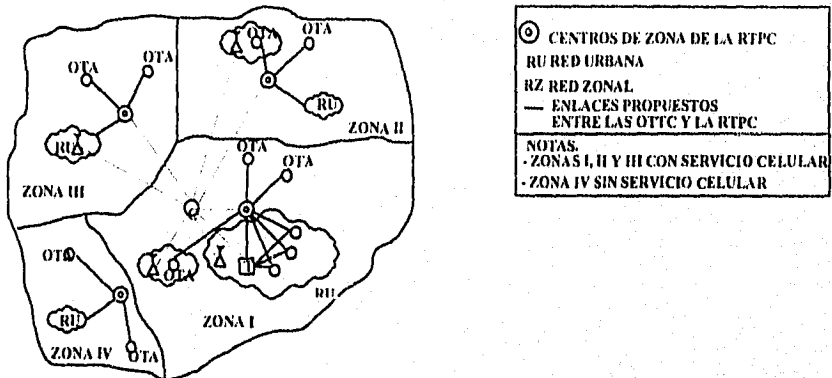 OTA
OTA
OTA
OTA
OTA
RU
RU
ZONA II
ZONA III
OTA
OTA
OTA
RU
OTA
RU
ZONA I
ZONA IV
OTA
CENTROS DE ZONA DE LA RTPC
RU RED URBANA
RZ RED ZONAL
— ENLACES PROPUESTOS
ENTRE LAS OTTC Y LA RTPC
NOTAS.
- ZONAS I, II Y III CON SERVICIO CELULAR
- ZONA IV SIN SERVICIO CELULAR